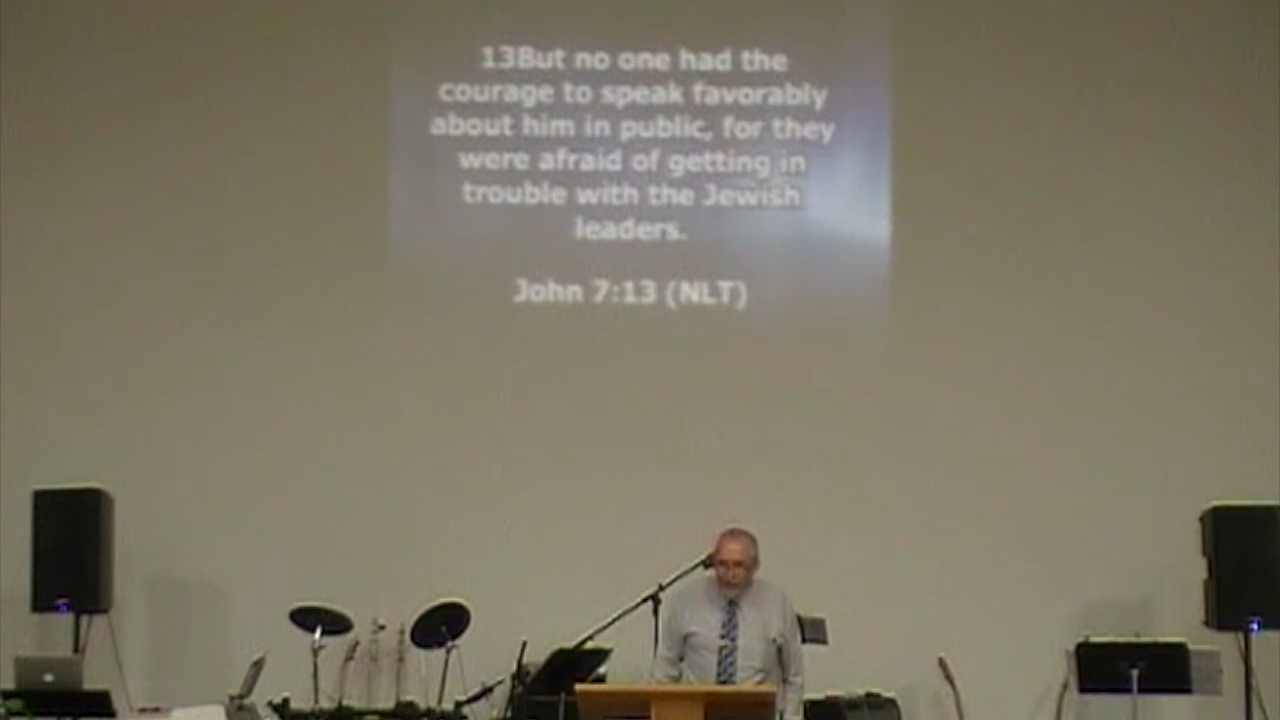 13But no one had the
courage to speak favorably
about him in public, for they
were afraid of getting in
trouble with the Jewish
leaders.
John 7:13 (NLT)